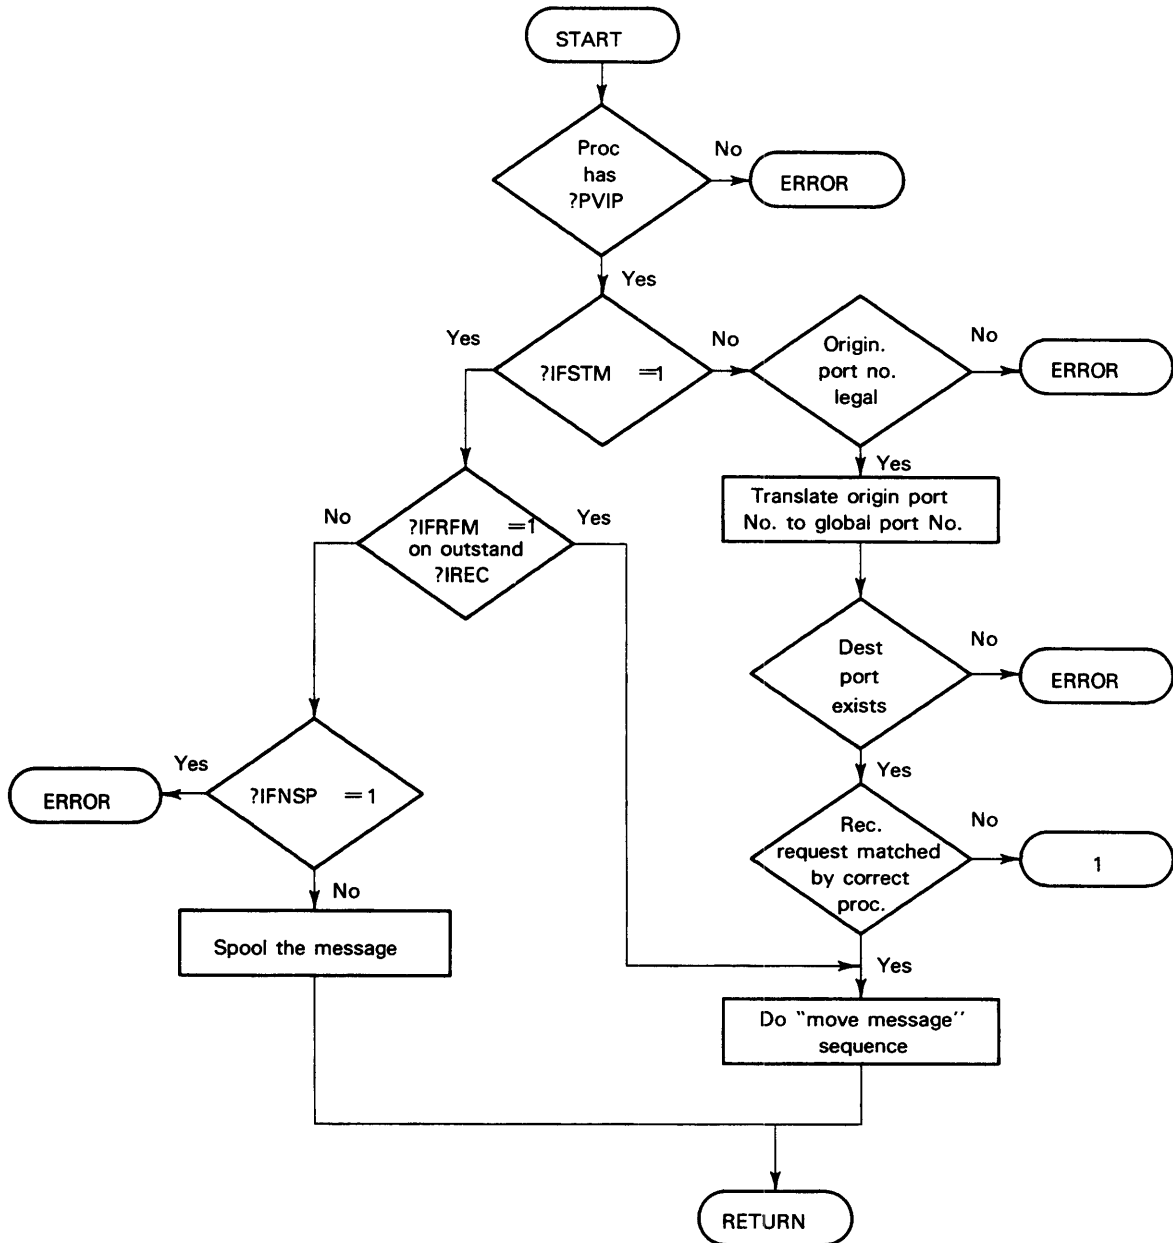 START
Proc
has
?PVIP
No
ERROR
Yes
Yes
?IFSTM =1
No
Origin.
port no.
legal
No
ERROR
Yes
Translate origin port
No. to global port No.
No
?IFRFM =1
on outstand
?IREC
Yes
Dest
port
exists
No
ERROR
Yes
Yes
ERROR
?IFNSP =1
No
Spool the message
Rec.
request matched
by correct
proc.
No
1
Yes
Do "move message''
sequence
RETURN